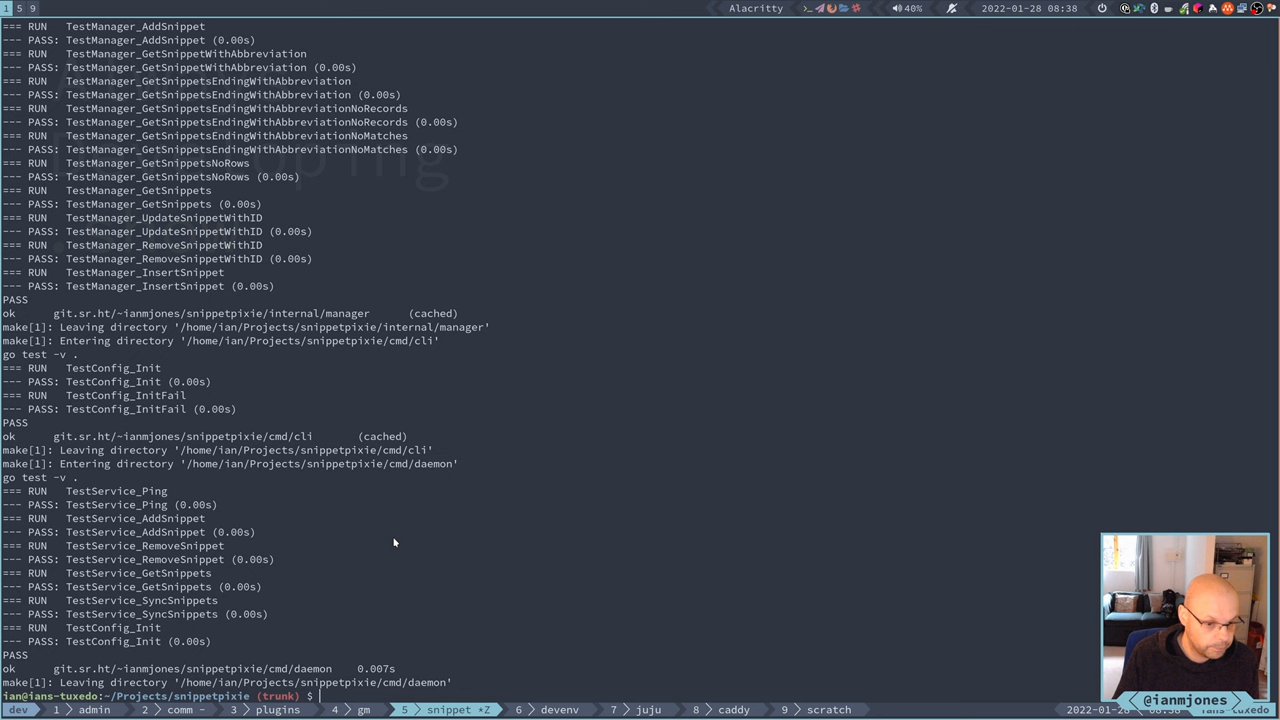 1 5 9 Alacritty 40% 2022-01-28 08:38
=== RUN   TestManager_AddSnippet
--- PASS: TestManager_AddSnippet (0.00s)
=== RUN   TestManager_GetSnippetWithAbbreviation
--- PASS: TestManager_GetSnippetWithAbbreviation (0.00s)
=== RUN   TestManager_GetSnippetsEndingWithAbbreviation
--- PASS: TestManager_GetSnippetsEndingWithAbbreviation (0.00s)
=== RUN   TestManager_GetSnippetsEndingWithAbbreviationNoRecords
--- PASS: TestManager_GetSnippetsEndingWithAbbreviationNoRecords (0.00s)
=== RUN   TestManager_GetSnippetsEndingWithAbbreviationNoMatches
--- PASS: TestManager_GetSnippetsEndingWithAbbreviationNoMatches (0.00s)
=== RUN   TestManager_GetSnippetsNoRows
--- PASS: TestManager_GetSnippetsNoRows (0.00s)
=== RUN   TestManager_GetSnippets
--- PASS: TestManager_GetSnippets (0.00s)
=== RUN   TestManager_UpdateSnippetWithID
--- PASS: TestManager_UpdateSnippetWithID (0.00s)
=== RUN   TestManager_RemoveSnippetWithID
--- PASS: TestManager_RemoveSnippetWithID (0.00s)
=== RUN   TestManager_InsertSnippet
--- PASS: TestManager_InsertSnippet (0.00s)
PASS
ok      git.sr.ht/~ianmjones/snippetpixie/internal/manager      (cached)
make[1]: Leaving directory '/home/ian/Projects/snippetpixie/internal/manager'
make[1]: Entering directory '/home/ian/Projects/snippetpixie/cmd/cli'
go test -v .
=== RUN   TestConfig_Init
--- PASS: TestConfig_Init (0.00s)
=== RUN   TestConfig_InitFail
--- PASS: TestConfig_InitFail (0.00s)
PASS
ok      git.sr.ht/~ianmjones/snippetpixie/cmd/cli       (cached)
make[1]: Leaving directory '/home/ian/Projects/snippetpixie/cmd/cli'
make[1]: Entering directory '/home/ian/Projects/snippetpixie/cmd/daemon'
go test -v .
=== RUN   TestService_Ping
--- PASS: TestService_Ping (0.00s)
=== RUN   TestService_AddSnippet
--- PASS: TestService_AddSnippet (0.00s)
=== RUN   TestService_RemoveSnippet
--- PASS: TestService_RemoveSnippet (0.00s)
=== RUN   TestService_GetSnippets
--- PASS: TestService_GetSnippets (0.00s)
=== RUN   TestService_SyncSnippets
--- PASS: TestService_SyncSnippets (0.00s)
=== RUN   TestConfig_Init
--- PASS: TestConfig_Init (0.00s)
PASS
ok      git.sr.ht/~ianmjones/snippetpixie/cmd/daemon    0.007s
make[1]: Leaving directory '/home/ian/Projects/snippetpixie/cmd/daemon'
ian@ians-tuxedo:~/Projects/snippetpixie (trunk) $
@ianmjones
dev 1 admin 2 comm - 3 plugins 4 gm 5 snippet *Z 6 devenv 7 juju 8 caddy 9 scratch 2022-01-28